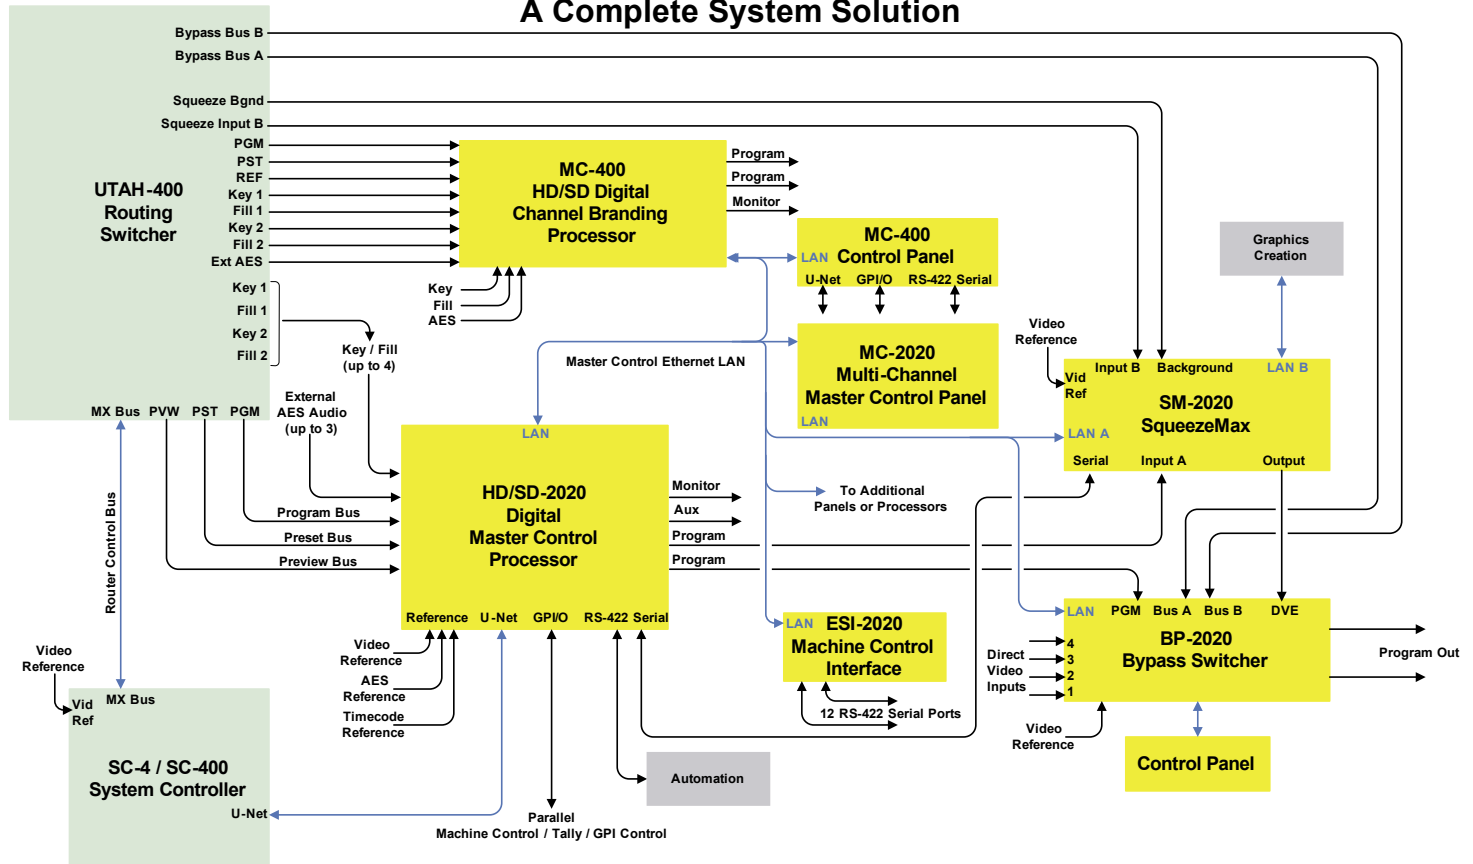 A Complete System Solution
Bypass Bus B
Bypass Bus A
Squeeze Bgnd
Squeeze Input B
PGM
PST
REF
Key 1
Fill 1
Key 2
Fill 2
Ext AES
Key 1
Fill 1
Key 2
Fill 2
UTAH-400
Routing
Switcher
MX Bus
PVW
PST
PGM
MC-400
HD/SD Digital
Channel Branding
Processor
Program
Program
Monitor
Key
Fill
AES
Key / Fill
(up to 4)
External
AES Audio
(up to 3)
Master Control Ethernet LAN
MC-400
Control Panel
LAN
U-Net
GPI/O
RS-422 Serial
MC-2020
Multi-Channel
Master Control Panel
LAN
Graphics
Creation
Video
Reference
Vid
Ref
Input B
Background
LAN B
SM-2020
SqueezeMax
LAN A
Serial
Input A
Output
LAN
HD/SD-2020
Digital
Master Control
Processor
Program Bus
Preset Bus
Preview Bus
Monitor
Aux
Program
Program
To Additional
Panels or Processors
Reference
U-Net
GPI/O
RS-422 Serial
Video
Reference
AES
Reference
Timecode
Reference
Router Control Bus
Video
Reference
MX Bus
Vid
Ref
SC-4 / SC-400
System Controller
U-Net
Parallel
Machine Control / Tally / GPI Control
Automation
LAN
ESI-2020
Machine Control
Interface
12 RS-422 Serial Ports
LAN
PGM
Bus A
Bus B
DVE
BP-2020
Bypass Switcher
4
3
2
1
Direct
Video
Inputs
Video
Reference
Program Out
Control Panel